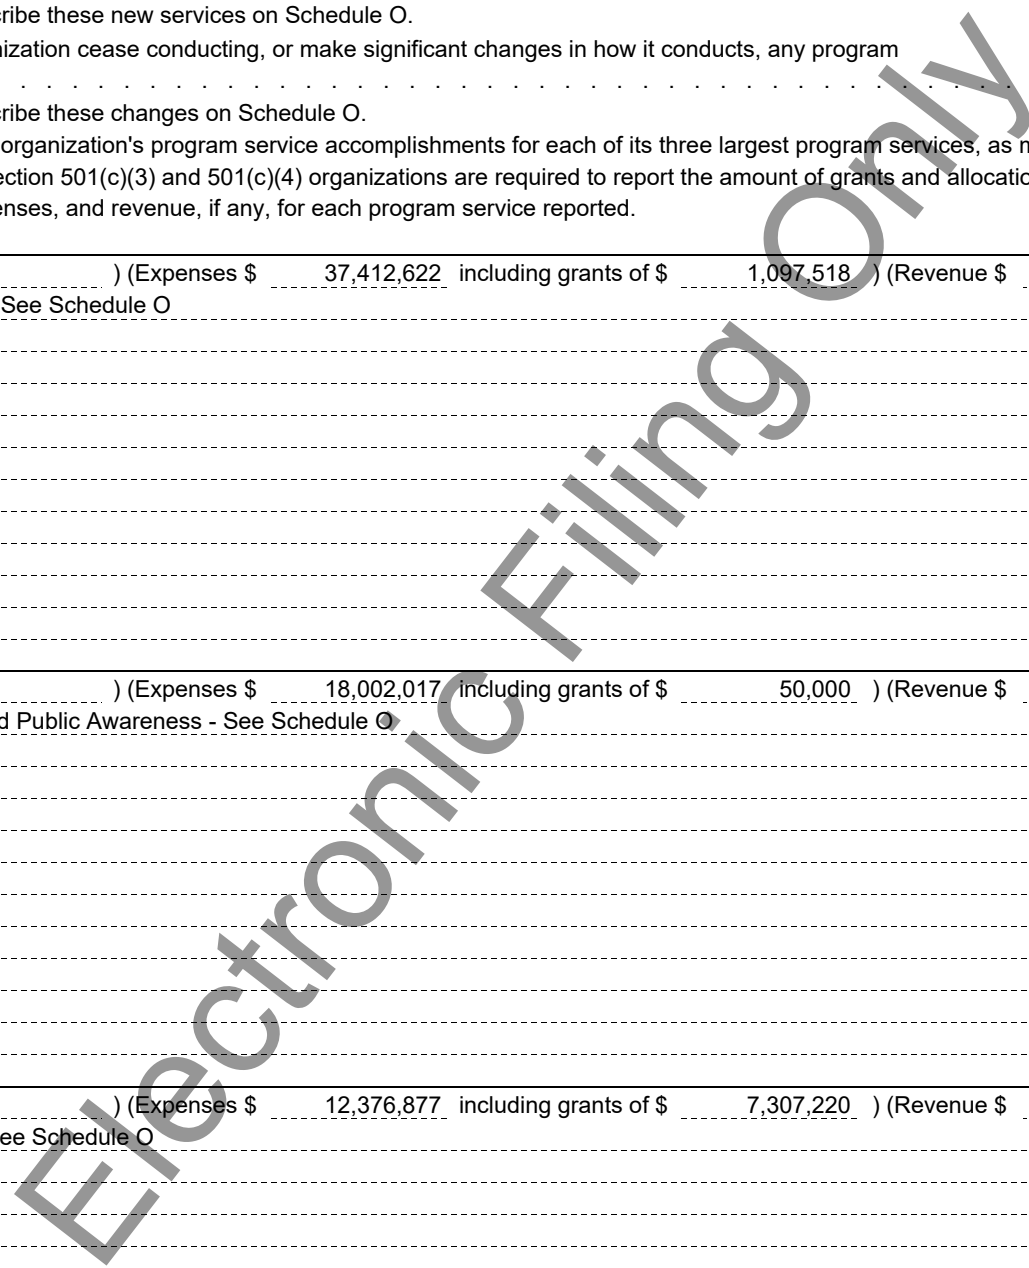 cribe these new services on Schedule O.
nization cease conducting, or make significant changes in how it conducts, any program
. . . . . . . . . . . . . . . . . . . . . . . . . . . . . . . . . . . . . . .
cribe these changes on Schedule O.
organization's program service accomplishments for each of its three largest program services, as m
ection 501(c)(3) and 501(c)(4) organizations are required to report the amount of grants and allocatio
enses, and revenue, if any, for each program service reported.
) (Expenses $ 37,412,622 including grants of $ 1,097,518 ) (Revenue $
See Schedule O
) (Expenses $ 18,002,017 including grants of $ 50,000 ) (Revenue $
d Public Awareness - See Schedule O
) (Expenses $ 12,376,877 including grants of $ 7,307,220 ) (Revenue $
ee Schedule O
Electronic Filing Only